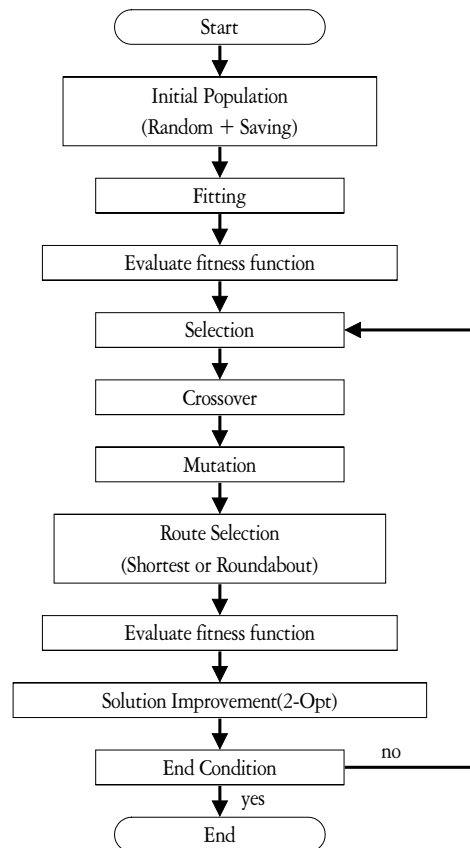 Start
Initial Population
(Random + Saving)
Fitting
Evaluate fitness function
Selection
Crossover
Mutation
Route Selection
(Shortest or Roundabout)
Evaluate fitness function
Solution Improvement(2-Opt)
no
End Condition
yes
End